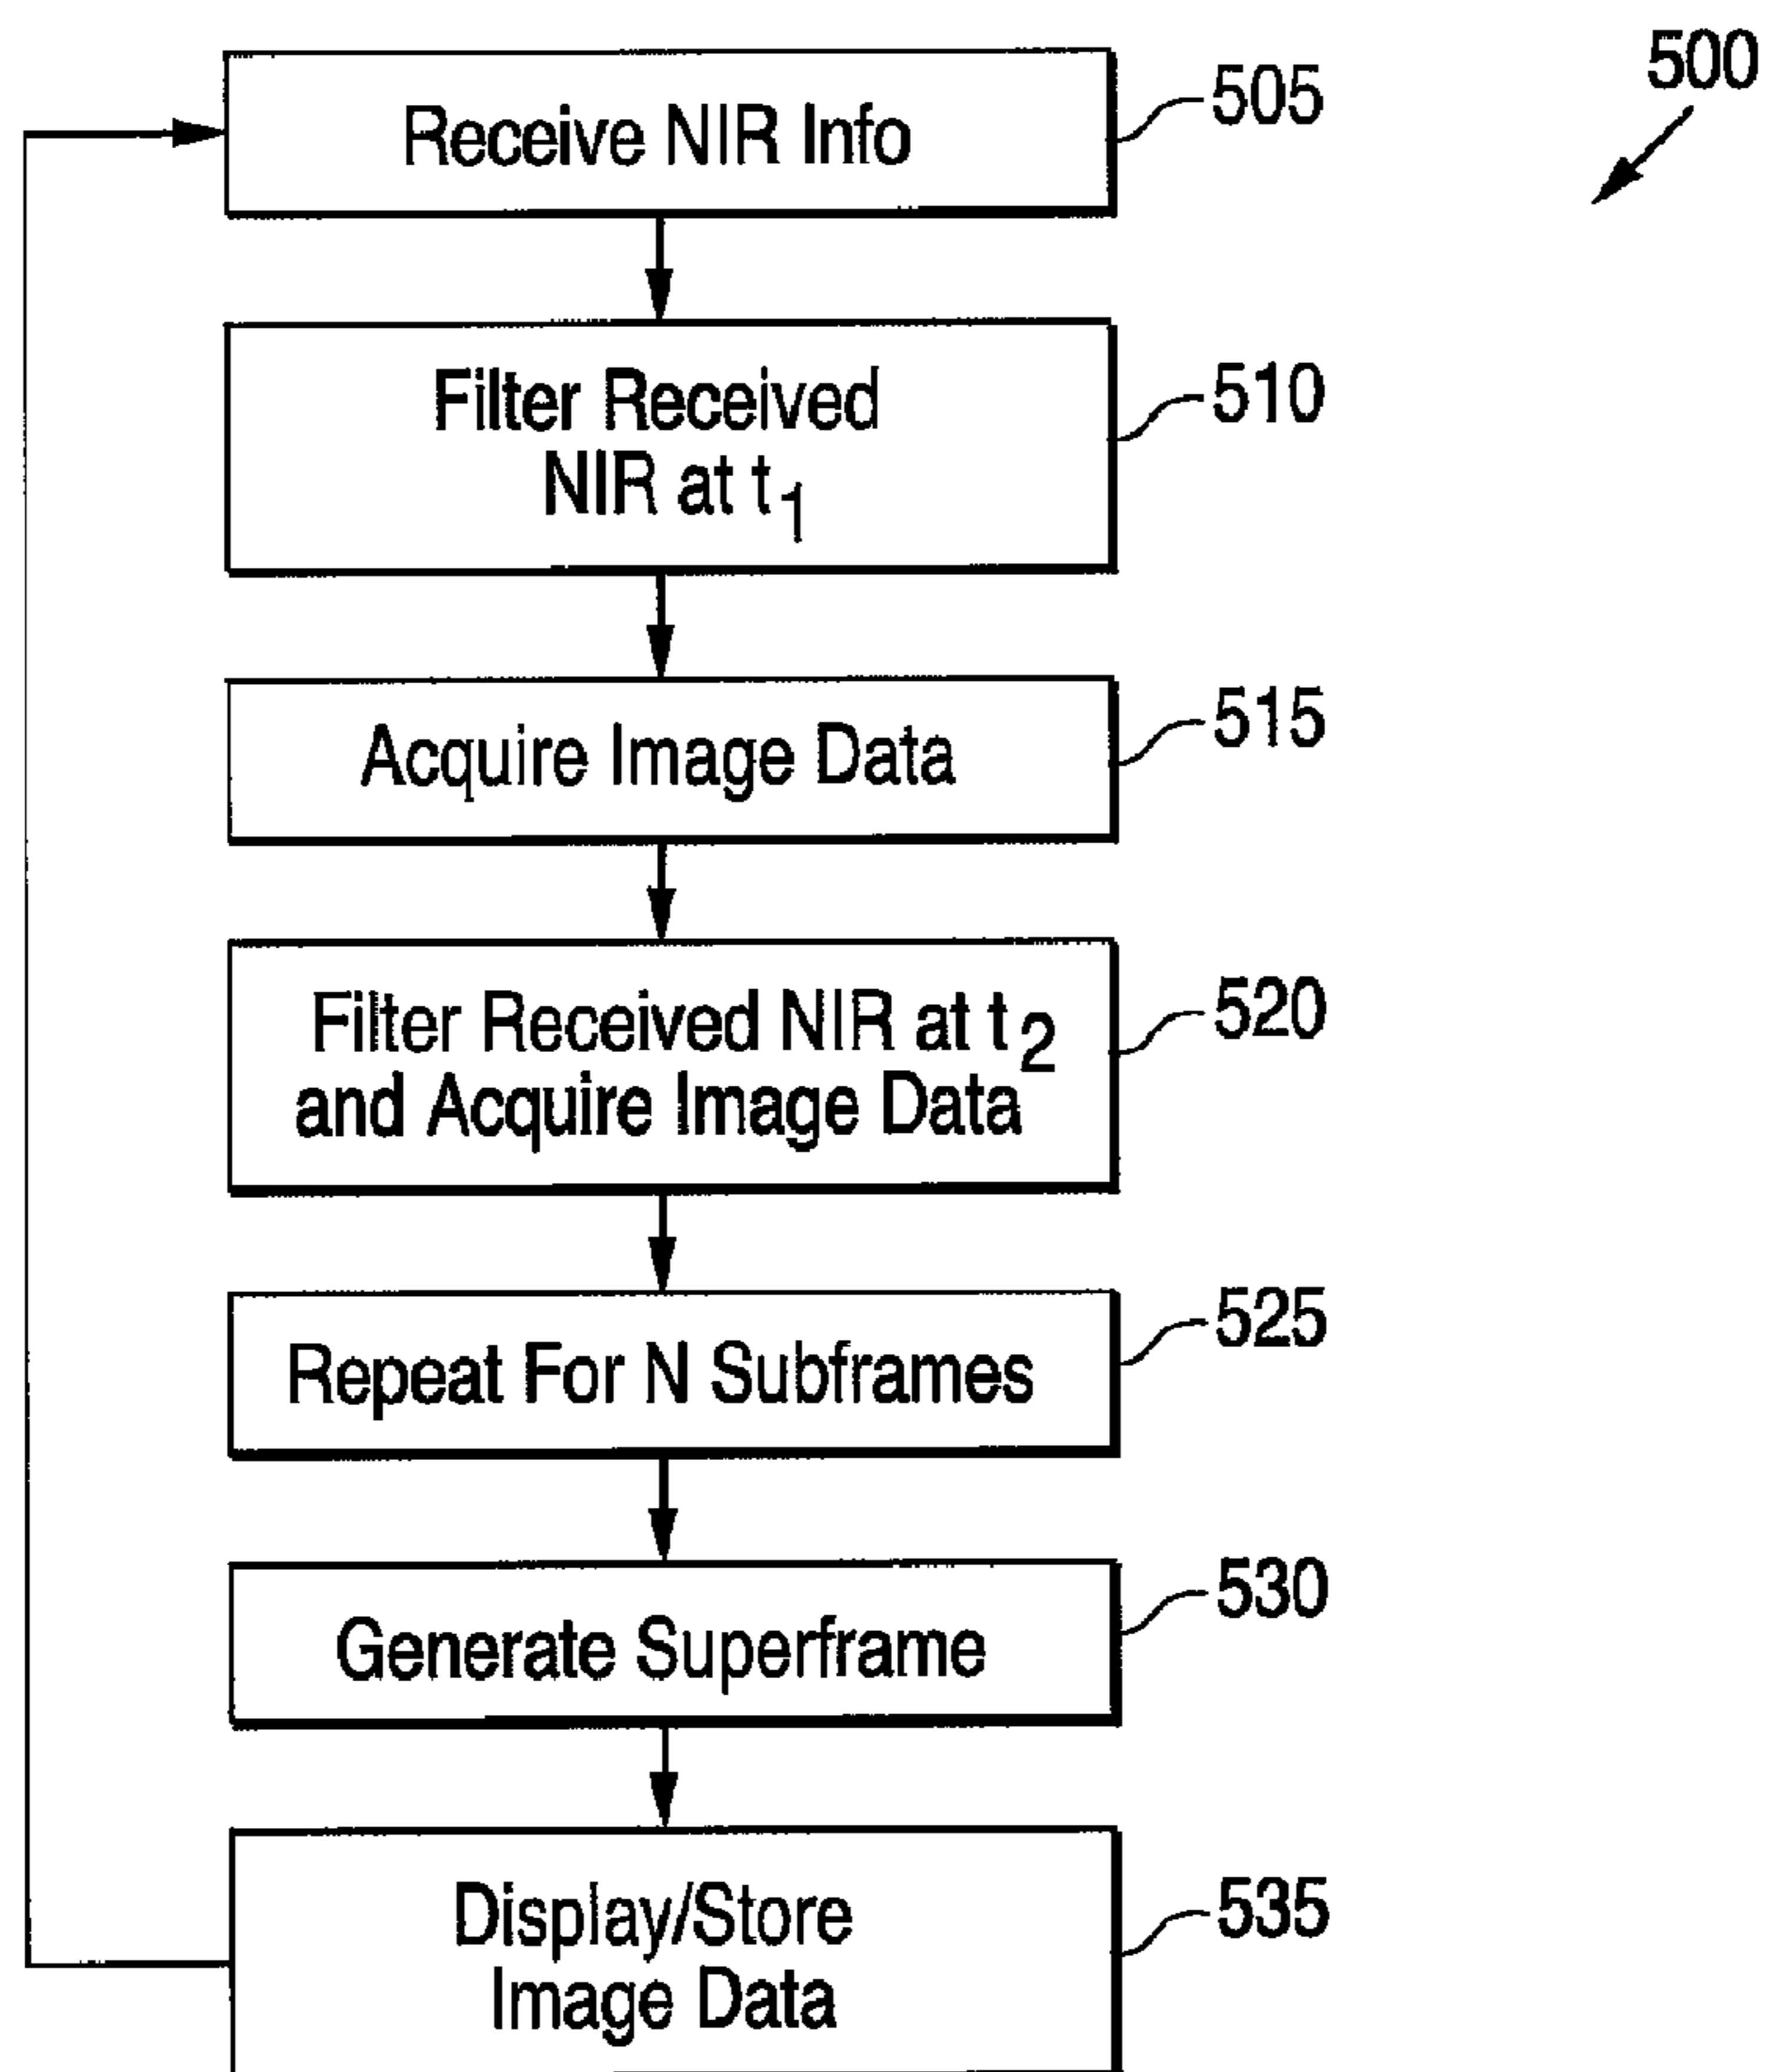 500
Receive NIR Info
505
Filter Received
NIR at t1
510
Acquire Image Data
515
Filter Received NIR at t2
and Acquire Image Data
520
Repeat For N Subframes
525
Generate Superframe
530
Display/Store
Image Data
535